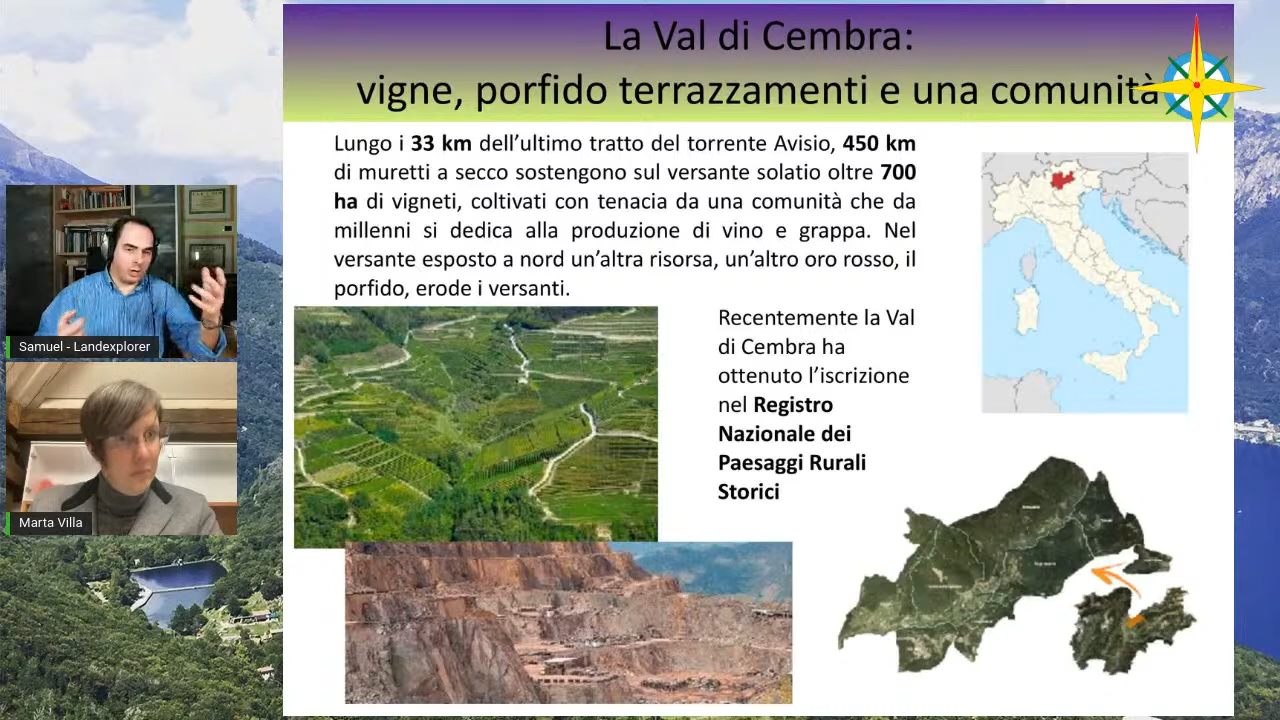 La Val di Cembra:
vigne, porfido terrazzamenti e una comunità
Lungo i 33 km dell’ultimo tratto del torrente Avisio, 450 km
di muretti a secco sostengono sul versante solatio oltre 700
ha di vigneti, coltivati con tenacia da una comunità che da
millenni si dedica alla produzione di vino e grappa. Nel
versante esposto a nord un’altra risorsa, un’altro oro rosso, il
porfido, erode i versanti.
Recentemente la Val
di Cembra ha
ottenuto l’iscrizione
nel Registro
Nazionale dei
Paesaggi Rurali
Storici
Samuel - Landexplorer
Marta Villa